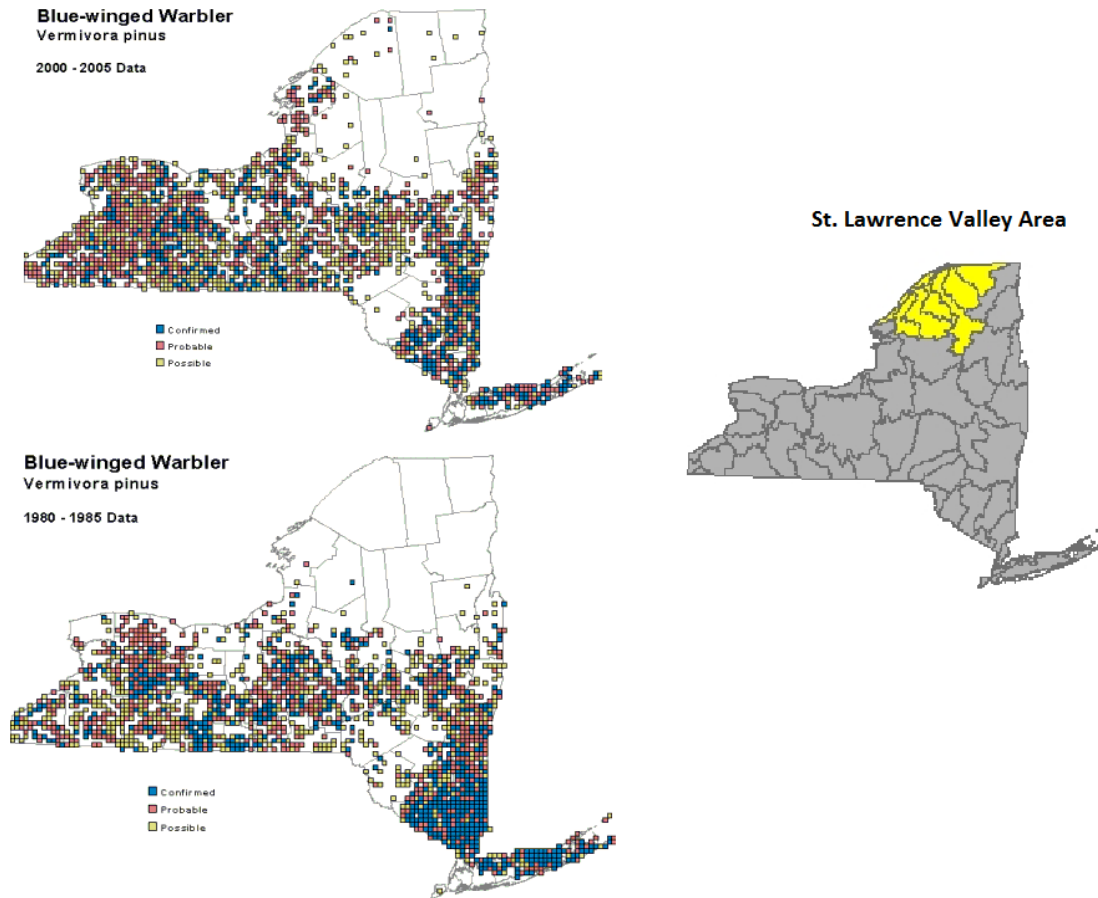 Blue-winged Warbler
Vermivora pinus
2000 - 2005 Data
Confirmed
Probable
Possible
Blue-winged Warbler
Vermivora pinus
1980 - 1985 Data
Confirmed
Probable
Possible
St. Lawrence Valley Area